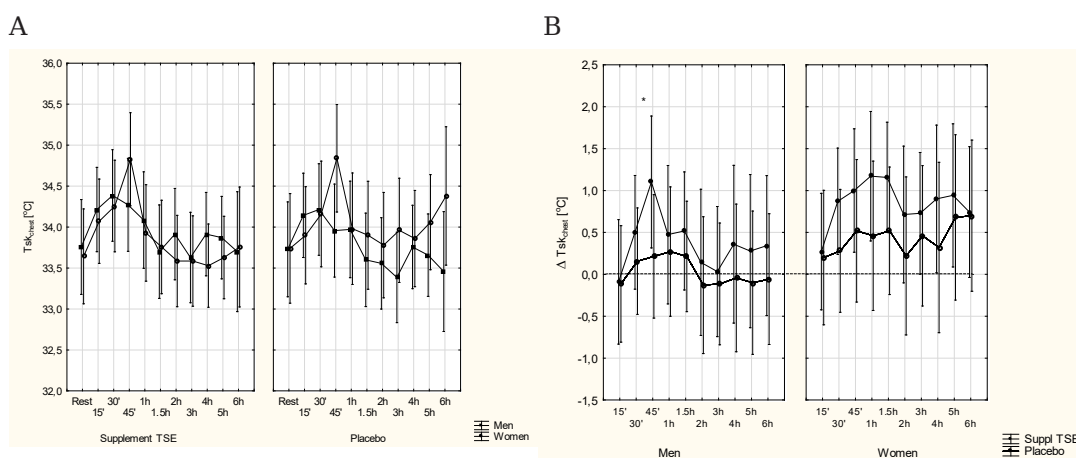 A
B
36,0
35,5
35,0
34,5
34,0
33,5
33,0
32,5
32,0
Tsk chest [°C]
Rest 30' 1h 2h 4h 6h
15' 45' 1.5h 3h 5h
Supplement TSE
Rest 30' 1h 2h 4h 6h
15' 45' 1.5h 3h 5h
Placebo
Men
Women
2,5
2,0
1,5
1,0
0,5
0,0
-0,5
-1,0
-1,5
Δ Tsk chest [°C]
*
15' 45' 1.5h 3h 5h
30' 1h 2h 4h 6h
Men
15' 45' 1.5h 3h 5h
30' 1h 2h 4h 6h
Women
Suppl TSE
Placebo